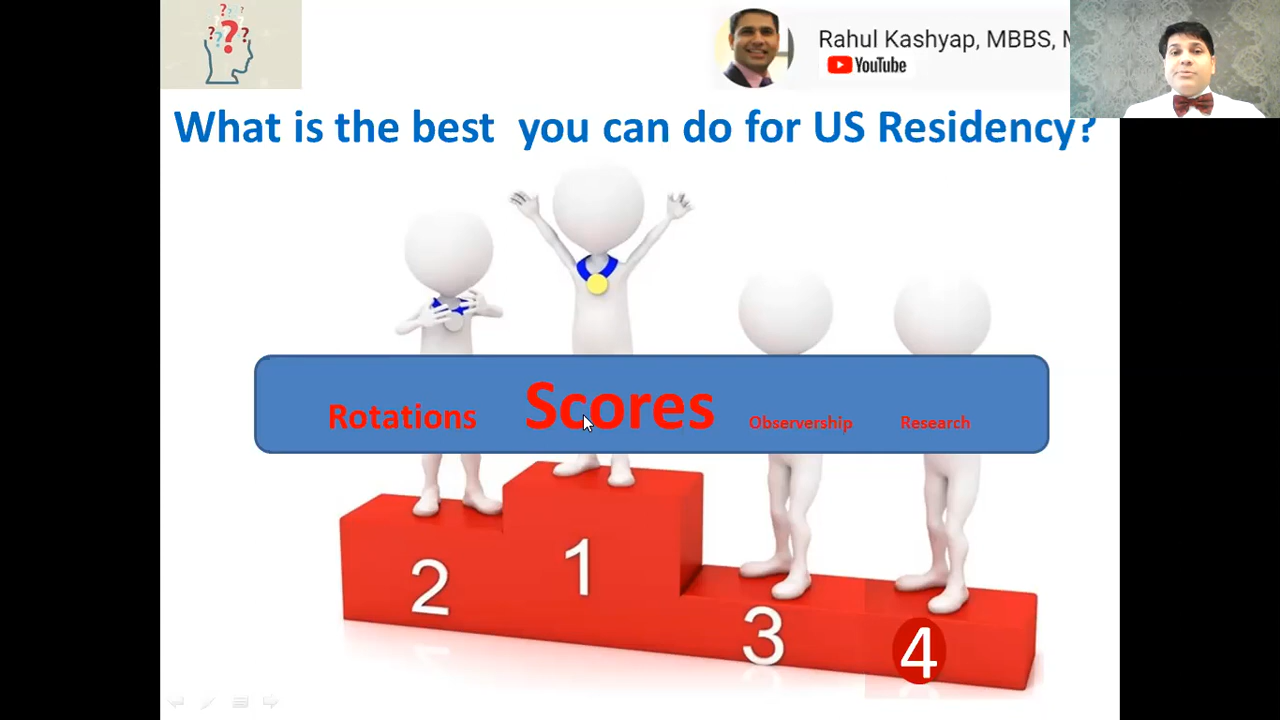 Rahul Kashyap, MBBS, M
YouTube
What is the best you can do for US Residency?
Rotations Scores Observership Research
2 1 3 4